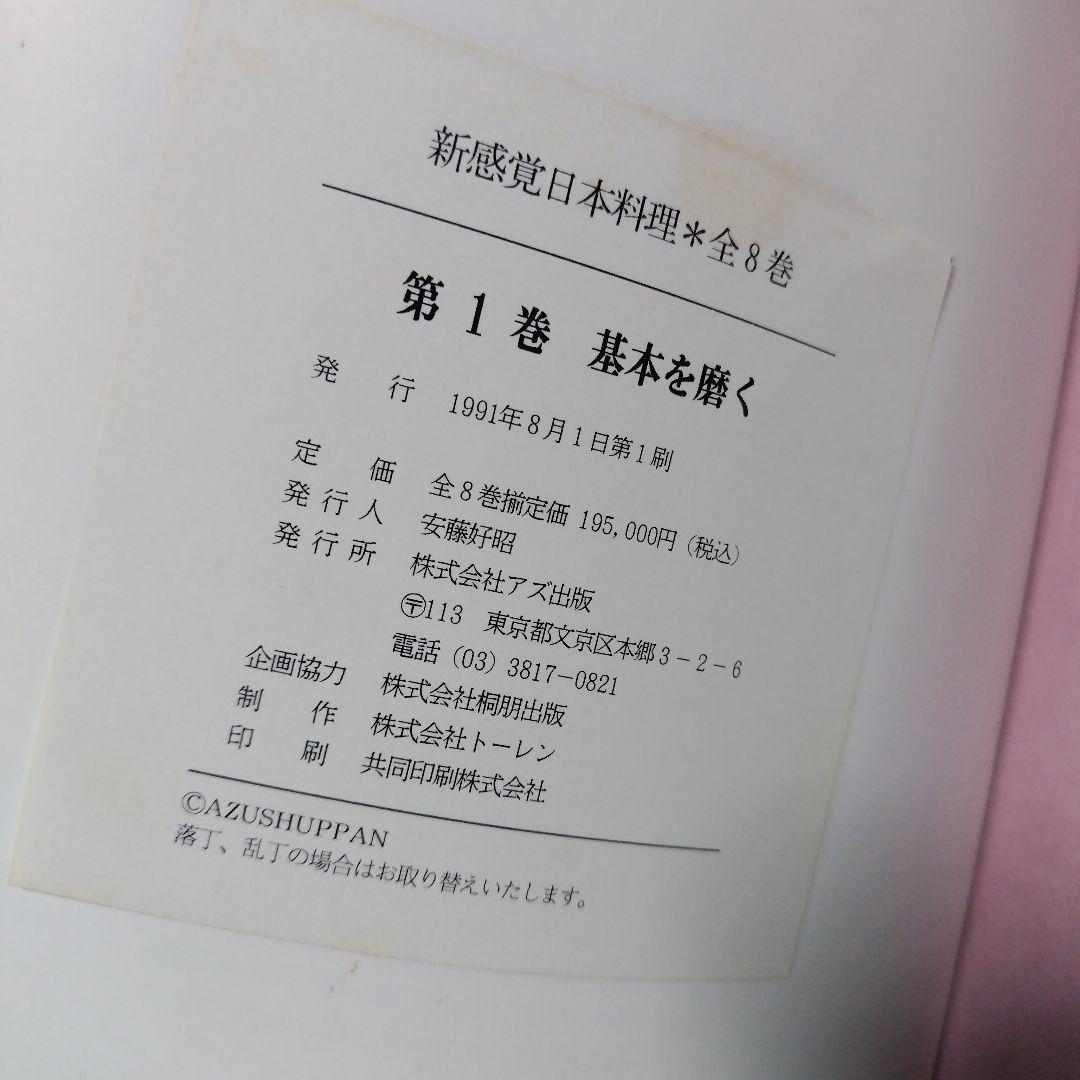 新感覚日本料理*全8巻
第1巻 基本を磨く
発行 1991年8月1日第1刷
定価 全8巻揃定価 195,000円（税込）
発行人 安藤好昭
発行所 株式会社アズ出版
〶113 東京都文京区本郷3-2-6
電話（03）3817-0821
企画協力 株式会社桐朋出版
制作 株式会社トーレン
印刷 共同印刷株式会社
©AZUSHUPPAN
落丁、乱丁の場合はお取り替えいたします。